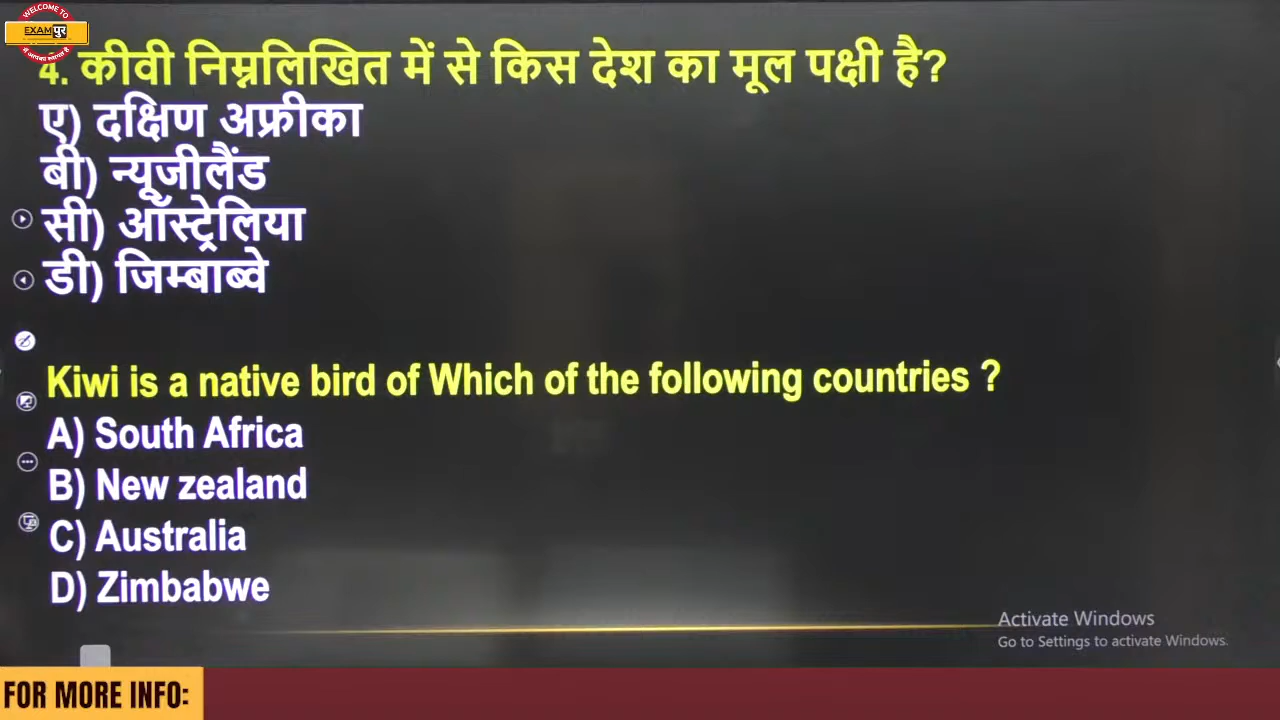 WELCOME TO
EXAMपुर
4. कीवी निम्नलिखित में से किस देश का मूल पक्षी है?
ए) दक्षिण अफ्रीका
बी) न्यूजीलैंड
सी) ऑस्ट्रेलिया
डी) जिम्बाब्वे
Kiwi is a native bird of Which of the following countries ?
A) South Africa
B) New zealand
C) Australia
D) Zimbabwe
Activate Windows
Go to Settings to activate Windows.
FOR MORE INFO: